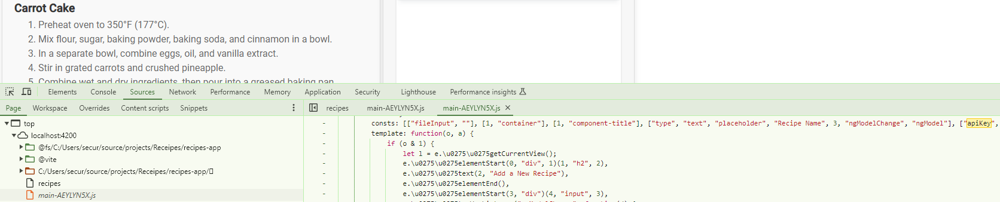 Carrot Cake
1. Preheat oven to 350°F (177°C).
2. Mix flour, sugar, baking powder, baking soda, and cinnamon in a bowl.
3. In a separate bowl, combine eggs, oil, and vanilla extract.
4. Stir in grated carrots and crushed pineapple.
5. Combine wet and dry ingredients, then pour into a greased baking pan
Elements Console Sources Network Performance Memory Application Security Lighthouse Performance insights
Page Workspace Overrides Content scripts Snippets
recipes main-AEYLYN5X.js main-AEYLYN5X.js ×
top
localhost:4200
@fs/C:/Users/secur/source/projects/Receipes/recipes-app
@vite
C:/Users/secur/source/projects/Receipes/recipes-app/
recipes
main-AEYLYN5X.js
- consts: [["fileInput", ""], [1, "container"], [1, "component-title"], ["type", "text", "placeholder", "Recipe Name", 3, "ngModelChange", "ngModel"], ["apiKey",
- template: function(o, a) {
- if (o & 1) {
- let l = e.\u0275\u0275getCurrentView();
- e.\u0275\u0275elementStart(0, "div", 1)(1, "h2", 2),
- e.\u0275\u0275text(2, "Add a New Recipe"),
- e.\u0275\u0275elementEnd(),
- e.\u0275\u0275elementStart(3, "div")(4, "input", 3),